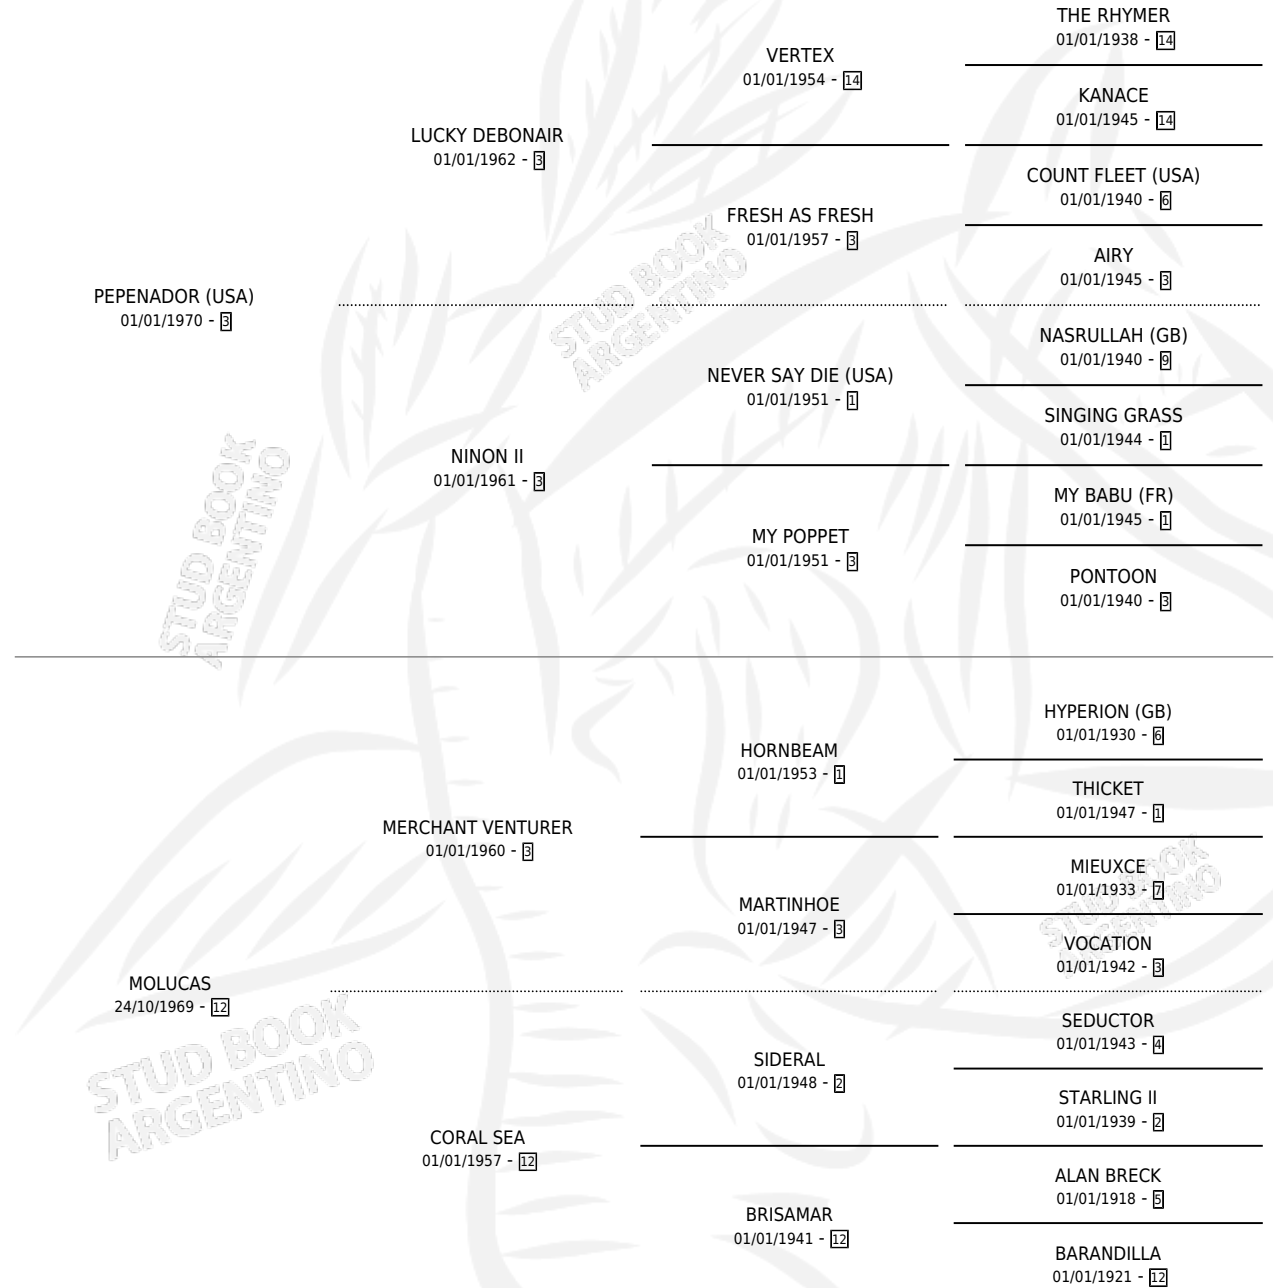 THE RHYMER
01/01/1938 - 14
VERTEX
01/01/1954 - 14
KANACE
01/01/1945 - 14
LUCKY DEBONAIR
01/01/1962 - 3
COUNT FLEET (USA)
01/01/1940 - 6
FRESH AS FRESH
01/01/1957 - 3
AIRY
01/01/1945 - 3
PEPENADOR (USA)
01/01/1970 - 3
STUD BOOK
ARGENTINO
NASRULLAH (GB)
01/01/1940 - 9
NEVER SAY DIE (USA)
01/01/1951 - 1
SINGING GRASS
01/01/1944 - 1
NINON II
01/01/1961 - 3
MY BABU (FR)
01/01/1945 - 1
MY POPPET
01/01/1951 - 3
PONTOON
01/01/1940 - 3
STUD BOOK
ARGENTINO
HYPERION (GB)
01/01/1930 - 6
HORNBEAM
01/01/1953 - 1
THICKET
01/01/1947 - 1
MERCHANT VENTURER
01/01/1960 - 3
MIEUXCE
01/01/1933 - 7
MARTINHOE
01/01/1947 - 3
STUD BOOK
ARGENTINO
VOCATION
01/01/1942 - 3
MOLUCAS
24/10/1969 - 12
SEDUCTOR
01/01/1943 - 4
SIDERAL
01/01/1948 - 2
STARLING II
01/01/1939 - 2
STUD BOOK
ARGENTINO
CORAL SEA
01/01/1957 - 12
ALAN BRECK
01/01/1918 - 5
BRISAMAR
01/01/1941 - 12
BARANDILLA
01/01/1921 - 12